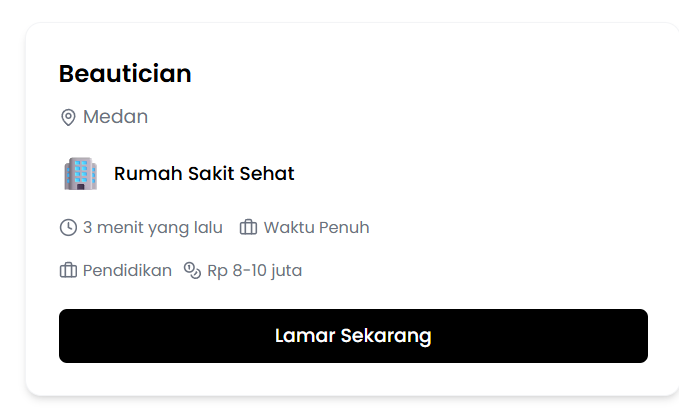 Beautician
Medan
Rumah Sakit Sehat
3 menit yang lalu Waktu Penuh
Pendidikan Rp 8-10 juta
Lamar Sekarang